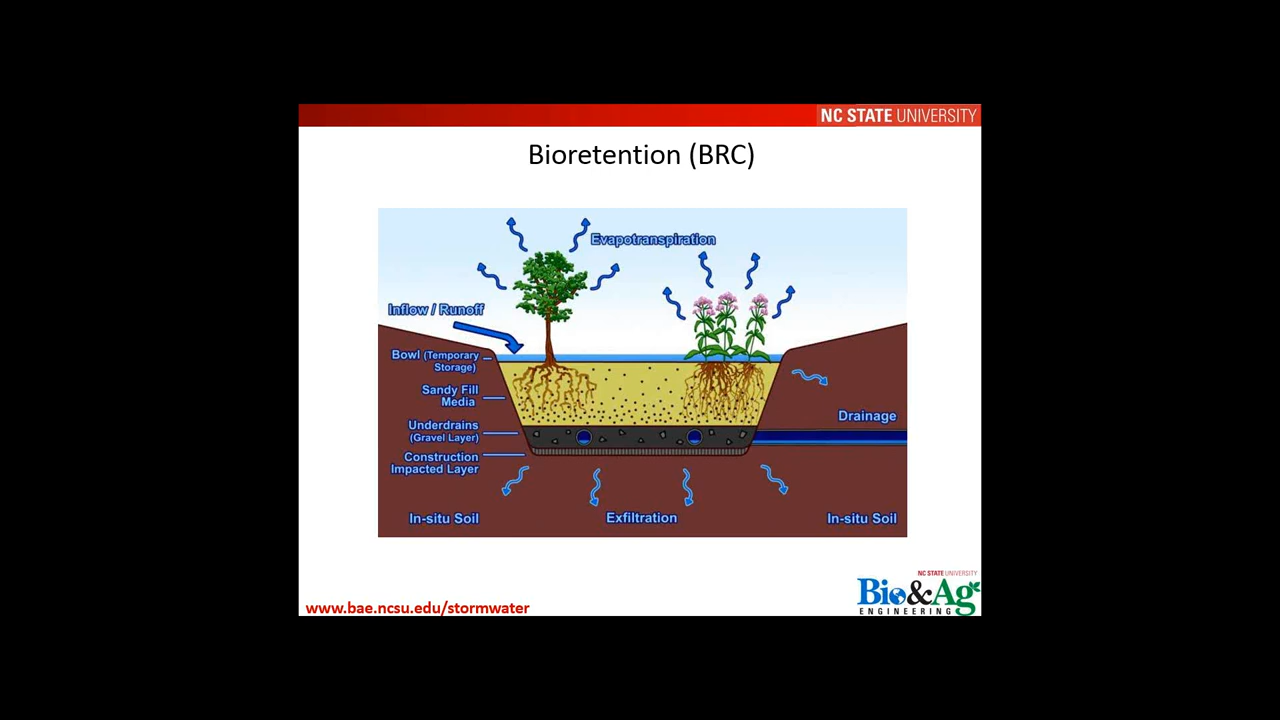 NC STATE UNIVERSITY
Bioretention (BRC)
Evapotranspiration
Inflow / Runoff
Bowl (Temporary
Storage)
Sandy Fill
Media
Drainage
Underdrains
(Gravel Layer)
Construction
Impacted Layer
In-situ Soil
Exfiltration
In-situ Soil
NC STATE UNIVERSITY
Bio&Ag
ENGINEERING
www.bae.ncsu.edu/stormwater